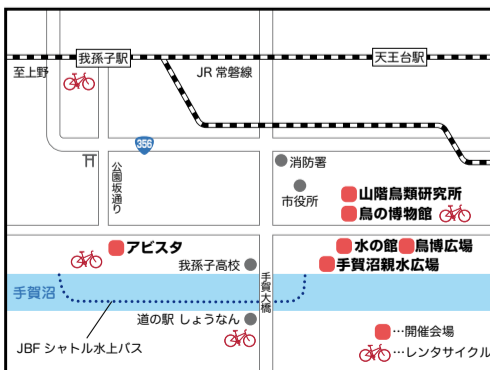 我孫子駅
天王台駅
至上野
JR 常磐線
356
公園坂通り
消防署
市役所
山階鳥類研究所
鳥の博物館
アビスタ
水の館
鳥博広場
我孫子高校
手賀沼親水広場
手賀大橋
手賀沼
道の駅 しょうなん
JBF シャトル水上バス
…開催会場
…レンタサイクル